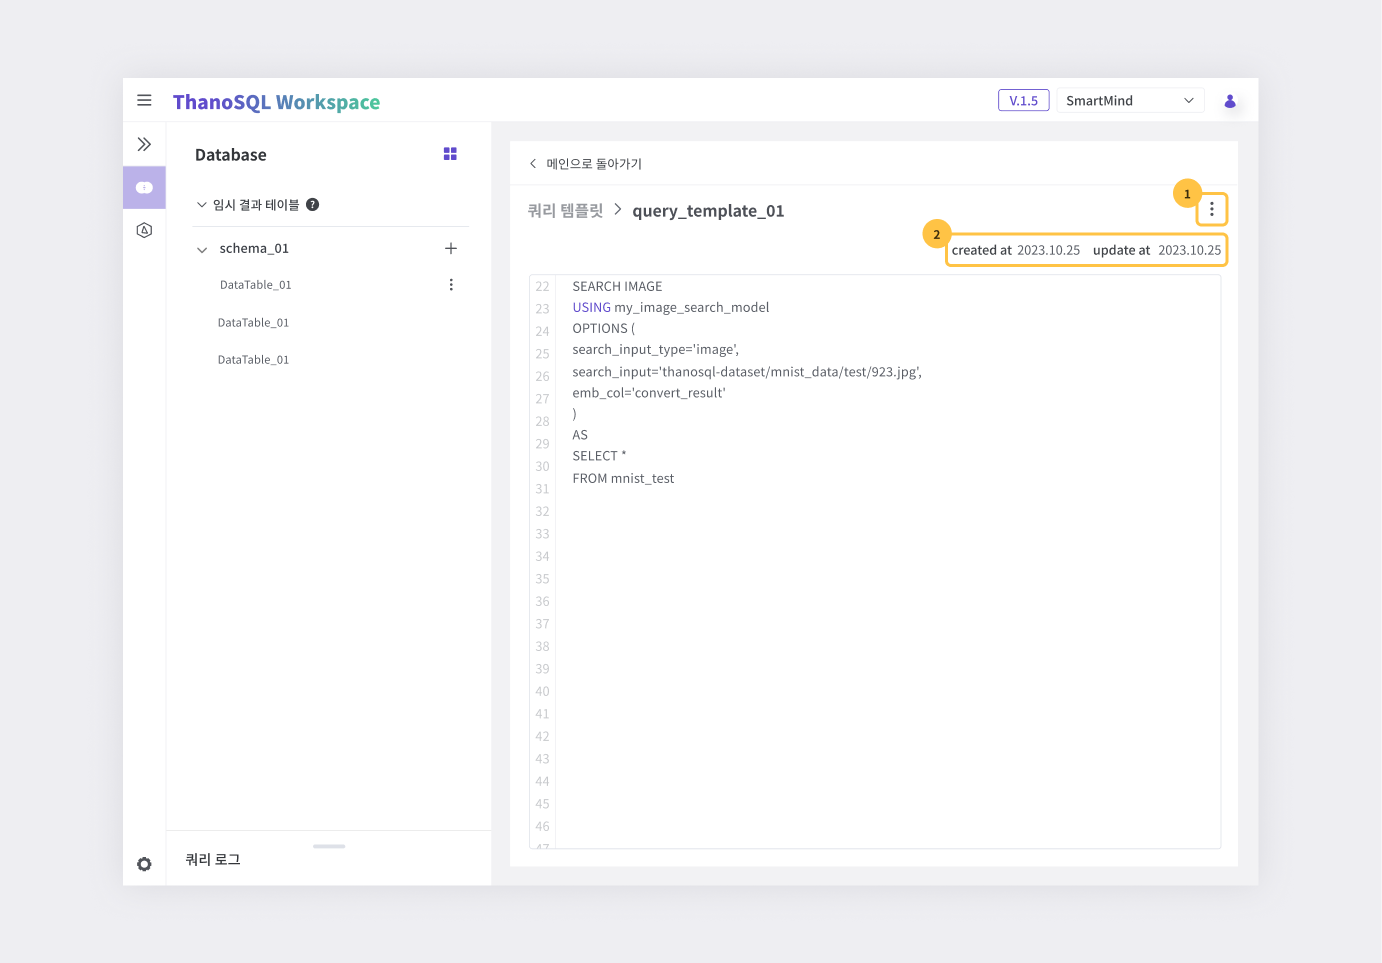 ThanoSQL Workspace
V.1.5
SmartMind
Database
임시 결과 테이블 ?
schema_01
DataTable_01
DataTable_01
DataTable_01
쿼리 로그
메인으로 돌아가기
쿼리 템플릿 > query_template_01
1
2
created at 2023.10.25 update at 2023.10.25
22 SEARCH IMAGE
23 USING my_image_search_model
24 OPTIONS (
25 search_input_type='image',
26 search_input='thanosql-dataset/mnist_data/test/923.jpg',
27 emb_col='convert_result'
28 )
29 AS
30 SELECT *
31 FROM mnist_test
32
33
34
35
36
37
38
39
40
41
42
43
44
45
46
47